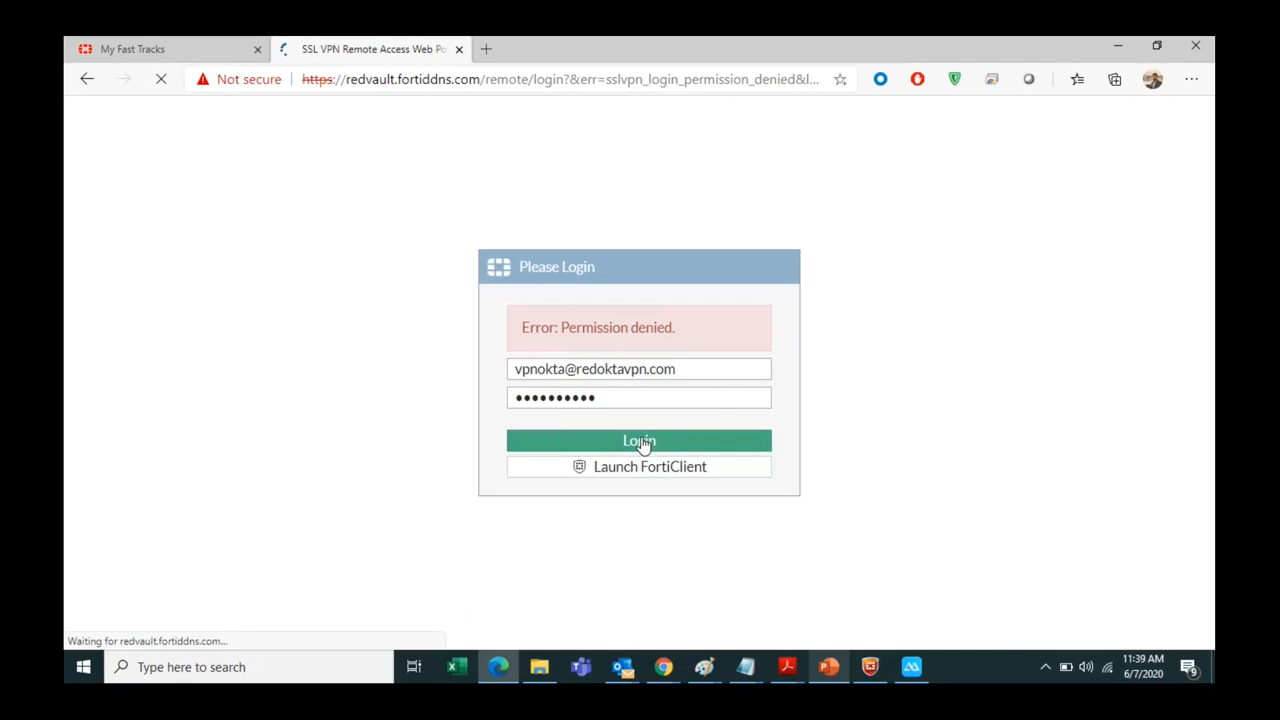 My Fast Tracks
SSL VPN Remote Access Web Po
Not secure
https://redvault.fortiddns.com/remote/login?&err=sslvpn_login_permission_denied&l...
Please Login
Error: Permission denied.
vpnokta@redoktavpn.com
Login
Launch FortiClient
Waiting for redvault.fortiddns.com...
Type here to search
11:39 AM
6/7/2020
9